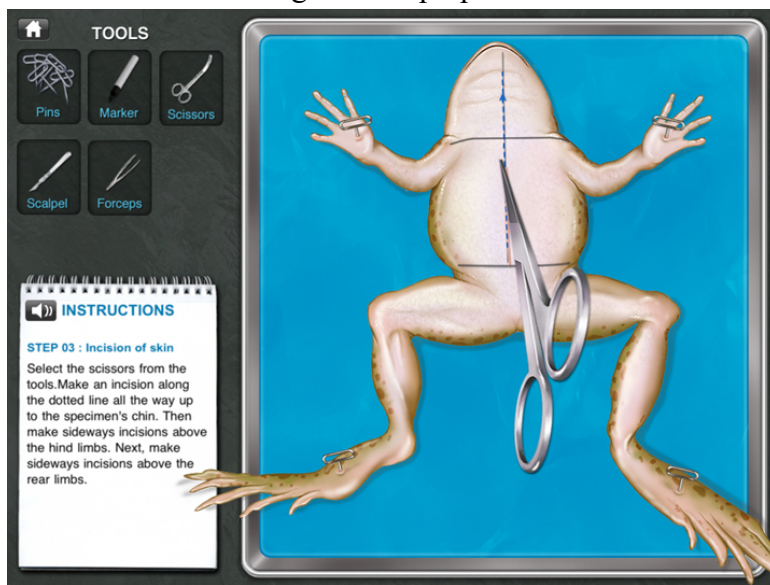 TOOLS
Pins
Marker
Scissors
Scalpel
Forceps
INSTRUCTIONS
STEP 03 : Incision of skin
Select the scissors from the
tools.Make an incision along
the dotted line all the way up
to the specimen's chin. Then
make sideways incisions above
the hind limbs. Next, make
sideways incisions above the
rear limbs.